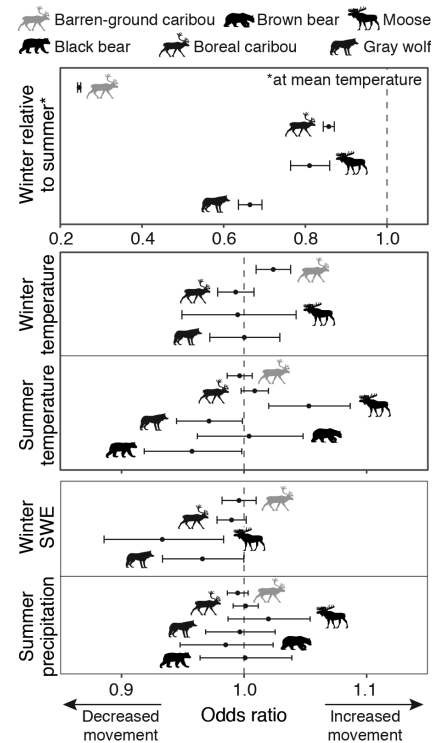 Barren-ground caribou Brown bear Moose
Black bear Boreal caribou Gray wolf
*at mean temperature
Winter relative
to summer*
0.2 0.4 0.6 0.8 1.0
Winter
temperature
Summer
temperature
Winter
SWE
Summer
precipitation
0.9 1.0 1.1
Decreased
movement
Odds ratio
Increased
movement